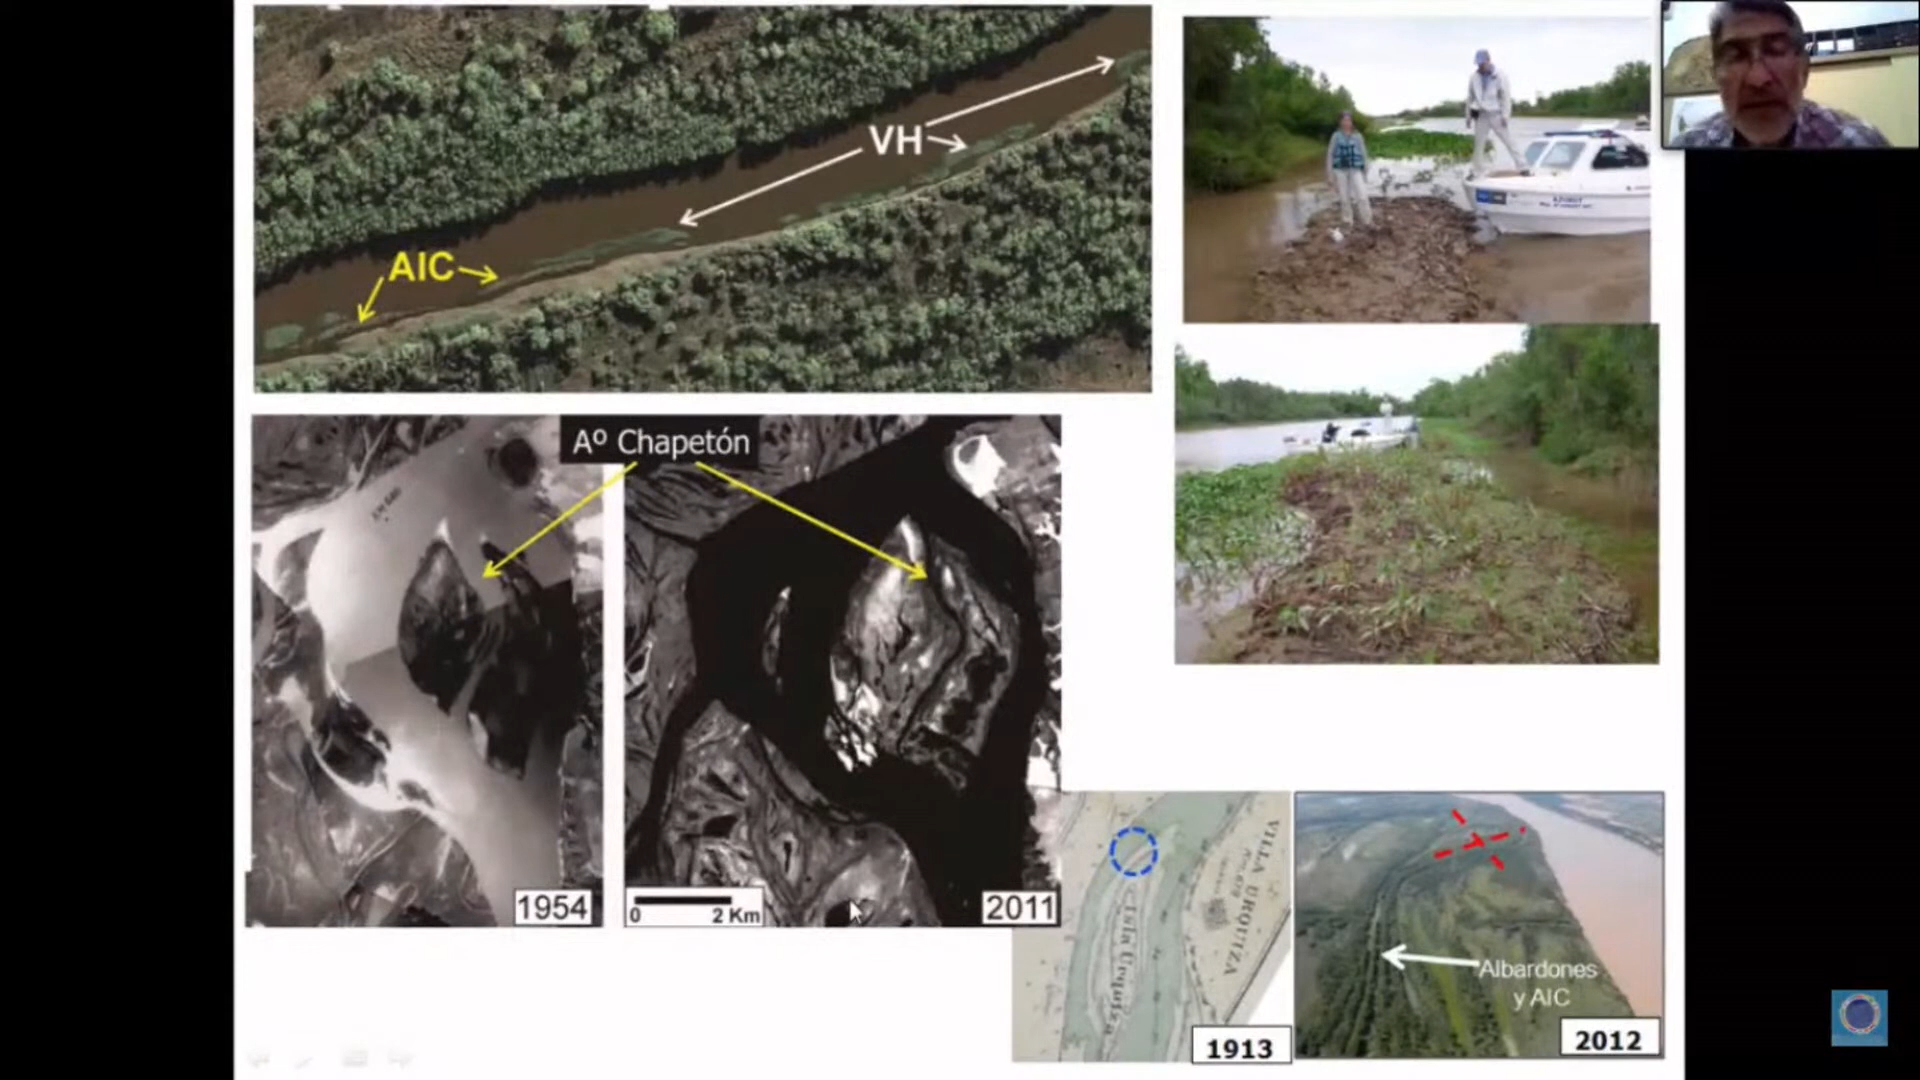 VH
AIC
Aº Chapetón
1954
0 2 Km
2011
VILLA URQUIZA
Isla Urquiza
1913
Albardones
y AIC
2012